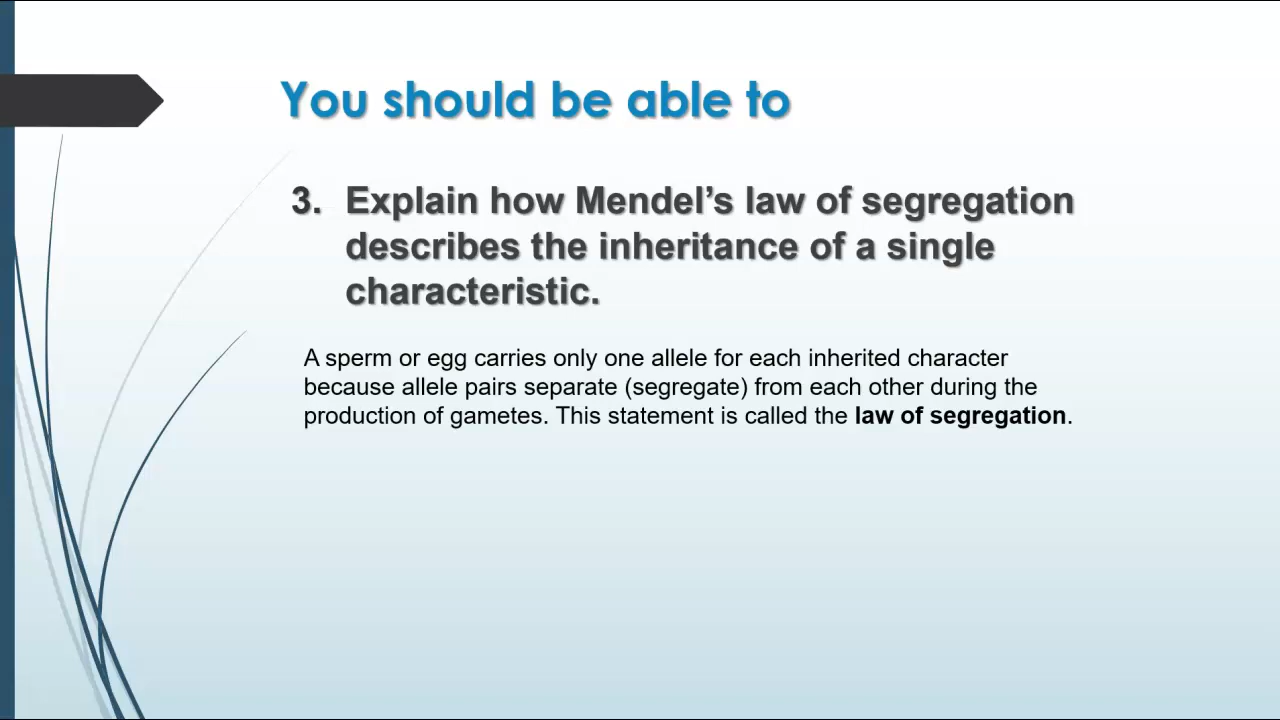 You should be able to
3. Explain how Mendel’s law of segregation
describes the inheritance of a single
characteristic.
A sperm or egg carries only one allele for each inherited character
because allele pairs separate (segregate) from each other during the
production of gametes. This statement is called the law of segregation.